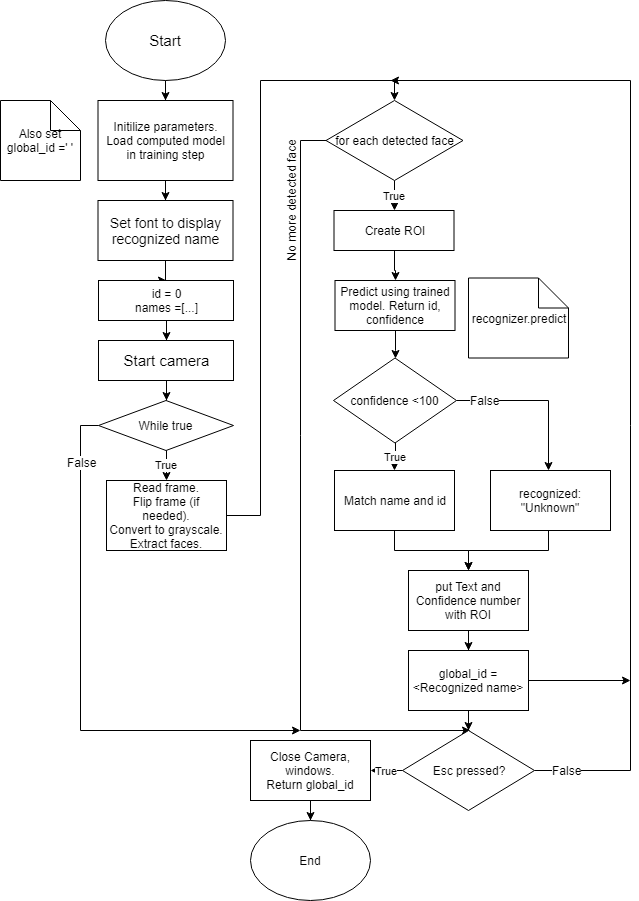 Start
Also set
global_id =' '
Initilize parameters.
Load computed model
in training step
Set font to display
recognized name
id = 0
names =[...]
Start camera
While true
False
True
Read frame.
Flip frame (if
needed).
Convert to grayscale.
Extract faces.
No more detected face
for each detected face
True
Create ROI
Predict using trained
model. Return id,
confidence
recognizer.predict
confidence <100
False
True
Match name and id
recognized:
"Unknown"
put Text and
Confidence number
with ROI
global_id =
<Recognized name>
Esc pressed?
True
False
Close Camera,
windows.
Return global_id
End